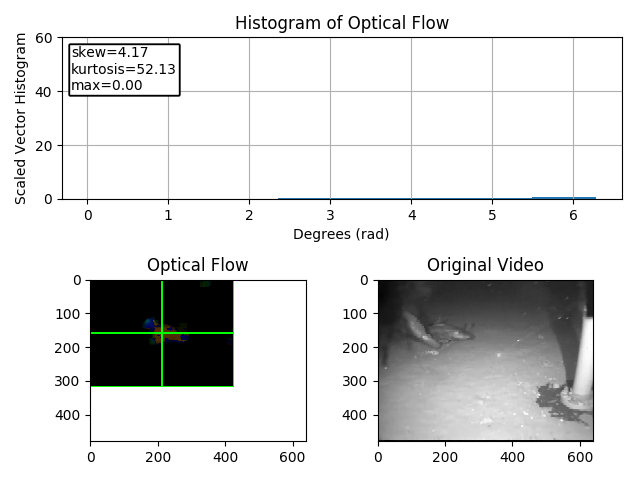 Histogram of Optical Flow
60
40
20
0
Scaled Vector Histogram
skew=4.17
kurtosis=52.13
max=0.00
0 1 2 3 4 5 6
Degrees (rad)
Optical Flow
0
100
200
300
400
0 200 400 600
Original Video
0
100
200
300
400
0 200 400 600